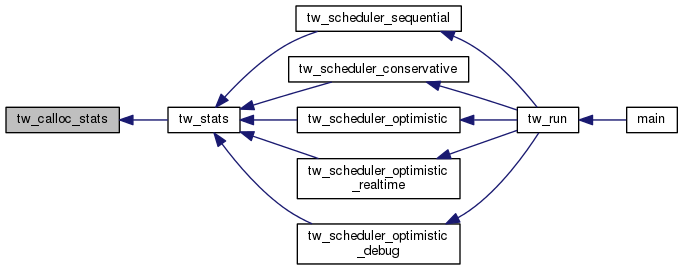 tw_scheduler_sequential
tw_scheduler_conservative
tw_calloc_stats
tw_stats
tw_scheduler_optimistic
tw_run
main
tw_scheduler_optimistic
_realtime
tw_scheduler_optimistic
_debug